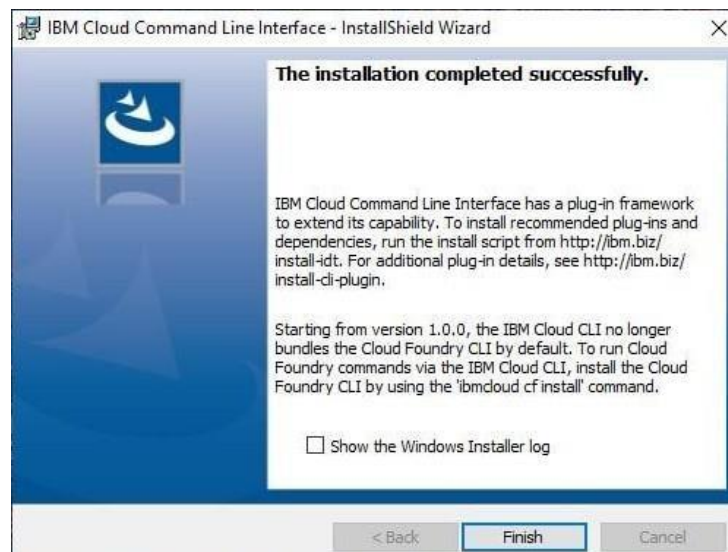 IBM Cloud Command Line Interface - InstallShield Wizard
The installation completed successfully.
IBM Cloud Command Line Interface has a plug-in framework
to extend its capability. To install recommended plug-ins and
dependencies, run the install script from http://ibm.biz/
install-idt. For additional plug-in details, see http://ibm.biz/
install-cli-plugin.
Starting from version 1.0.0, the IBM Cloud CLI no longer
bundles the Cloud Foundry CLI by default. To run Cloud
Foundry commands via the IBM Cloud CLI, install the Cloud
Foundry CLI by using the 'ibmcloud cf install' command.
Show the Windows Installer log
< Back Finish Cancel